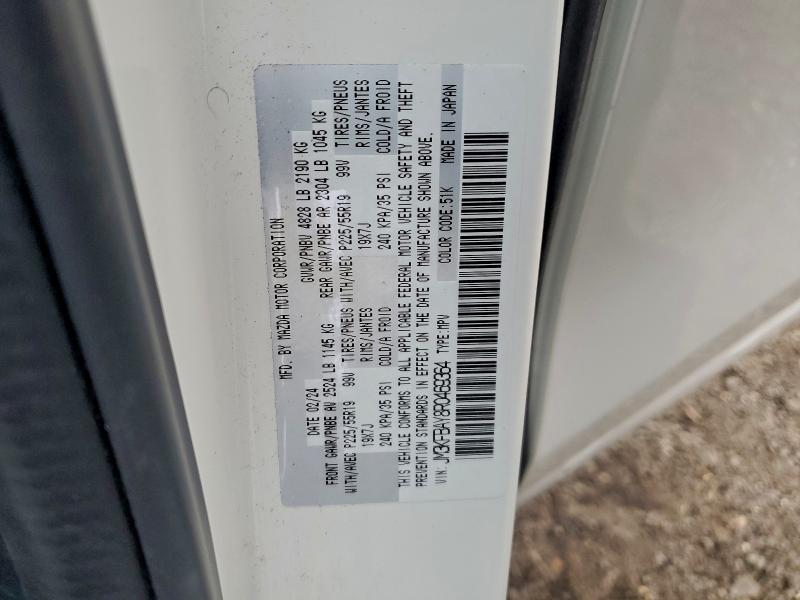 MFD. BY MAZDA MOTOR CORPORATION
DATE 02/24 GVWR/PNBV 4828 LB 2190 KG
FRONT GAWR/PNBE AV 2524 LB 1145 KG REAR GAWR/PNBE AR 2304 LB 1045 KG
WITH/AVEC P225/55R19 99V TIRES/PNEUS WITH/AVEC P225/55R19 99V TIRES/PNEUS
19X7J RIMS/JANTES 19X7J RIMS/JANTES
240 KPA/35 PSI COLD/A FROID 240 KPA/35 PSI COLD/A FROID
THIS VEHICLE CONFORMS TO ALL APPLICABLE FEDERAL MOTOR VEHICLE SAFETY AND THEFT
PREVENTION STANDARDS IN EFFECT ON THE DATE OF MANUFACTURE SHOWN ABOVE.
VIN: JM3KFBAY8R0469364 TYPE:MPV COLOR CODE:51K MADE IN JAPAN